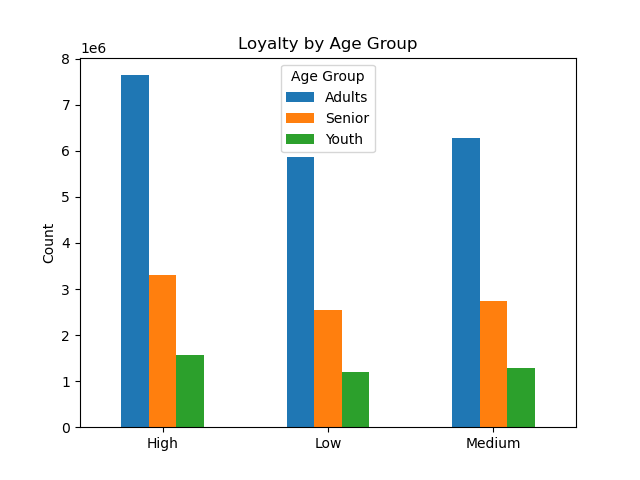 Loyalty by Age Group
1e6
8
7
6
5
4
3
2
1
0
Count
Age Group
Adults
Senior
Youth
High Low Medium